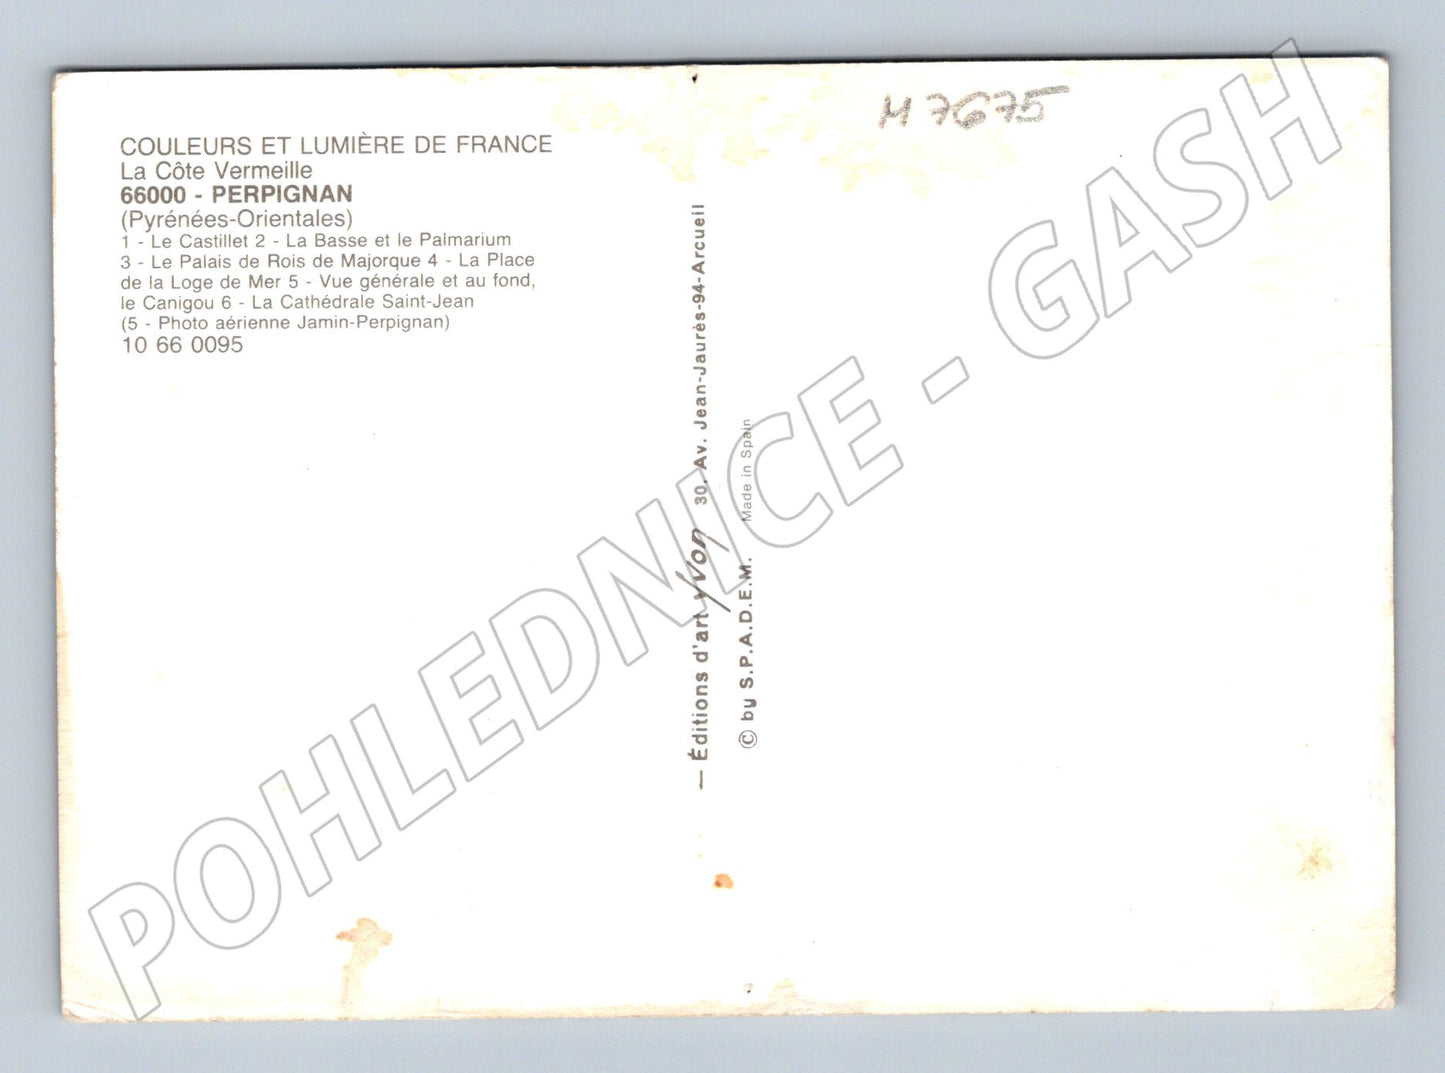 M 7675
COULEURS ET LUMIÈRE DE FRANCE
La Côte Vermeille
66000 - PERPIGNAN
(Pyrénées-Orientales)
1 - Le Castillet 2 - La Basse et le Palmarium
3 - Le Palais de Rois de Majorque 4 - La Place
de la Loge de Mer 5 - Vue générale et au fond,
le Canigou 6 - La Cathédrale Saint-Jean
(5 - Photo aérienne Jamin-Perpignan)
10 66 0095
— Éditions d'art Yvon 30. Av. Jean-Jaurès-94-Arcueil
© by S.P.A.D.E.M. Made in Spain
POHLEDNICE - GASH